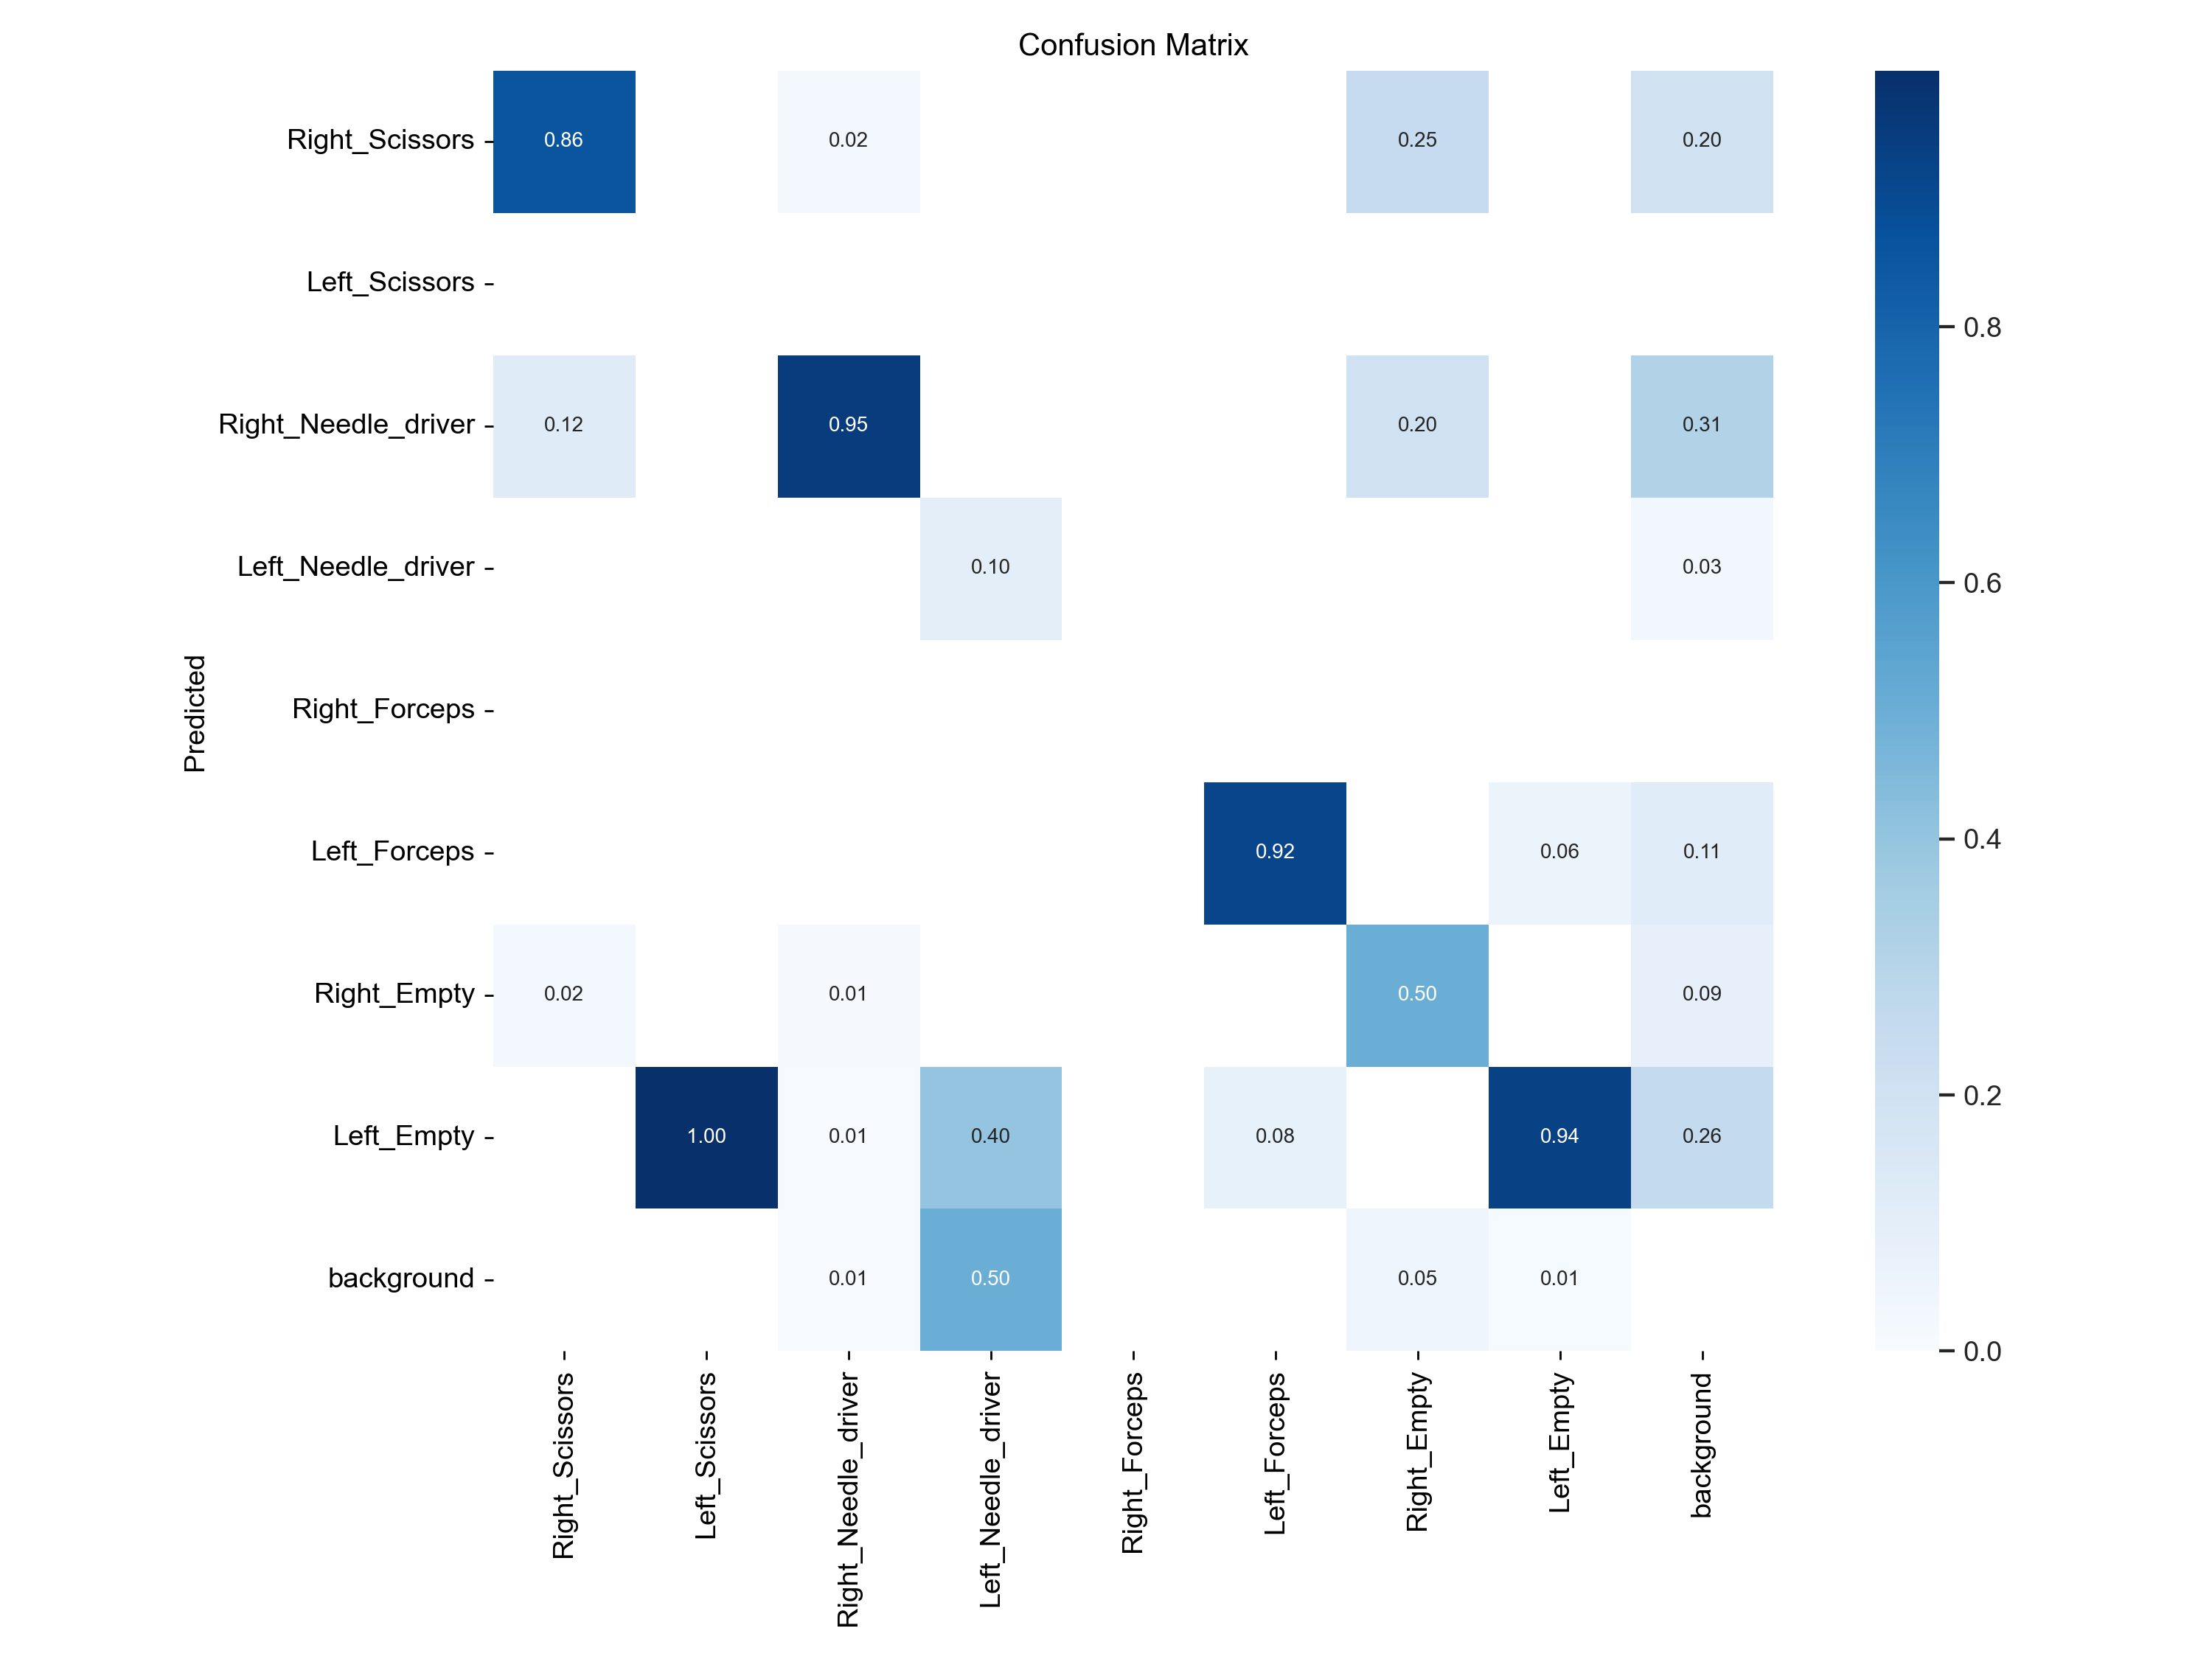 Confusion Matrix
Right_Scissors 0.86 0.02 0.25 0.20
Left_Scissors
0.8
Right_Needle_driver 0.12 0.95 0.20 0.31
Left_Needle_driver 0.10 0.03
0.6
Predicted
Right_Forceps
Left_Forceps 0.92 0.06 0.11
0.4
Right_Empty 0.02 0.01 0.50 0.09
Left_Empty 1.00 0.01 0.40 0.08 0.94 0.26
0.2
background 0.01 0.50 0.05 0.01
0.0
Right_Scissors
Left_Scissors
Right_Needle_driver
Left_Needle_driver
Right_Forceps
Left_Forceps
Right_Empty
Left_Empty
background